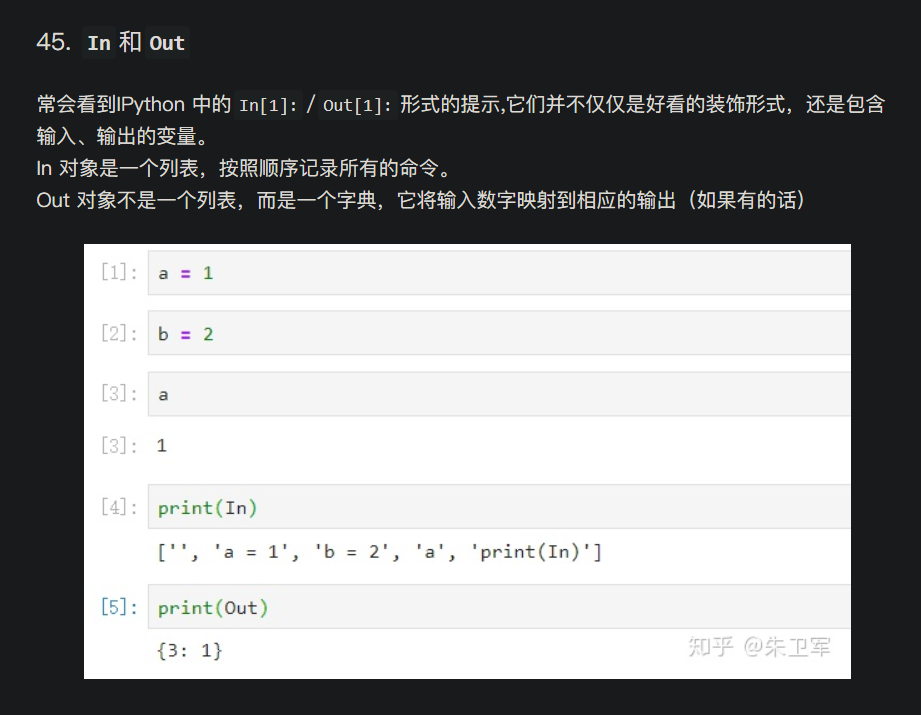 45. In 和 Out
常会看到IPython 中的 In[1]: / Out[1]: 形式的提示,它们并不仅仅是好看的装饰形式，还是包含
输入、输出的变量。
In 对象是一个列表，按照顺序记录所有的命令。
Out 对象不是一个列表，而是一个字典，它将输入数字映射到相应的输出（如果有的话）
[1]: a = 1
[2]: b = 2
[3]: a
[3]: 1
[4]: print(In)
['', 'a = 1', 'b = 2', 'a', 'print(In)']
[5]: print(Out)
{3: 1}
知乎 @朱卫军